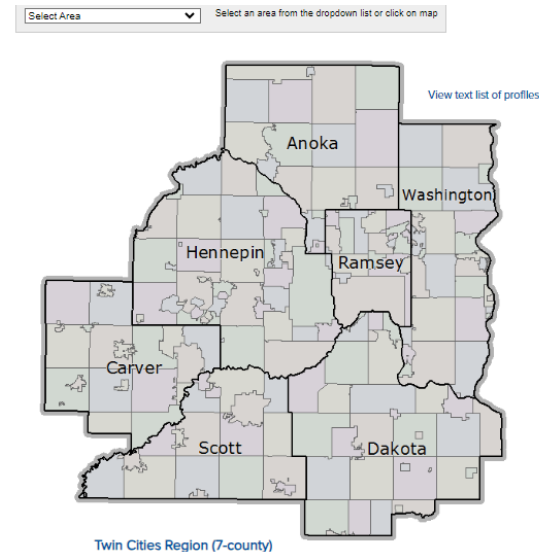 Select Area
Select an area from the dropdown list or click on map
View text list of profiles
Anoka
Washington
Hennepin
Ramsey
Carver
Scott
Dakota
Twin Cities Region (7-county)